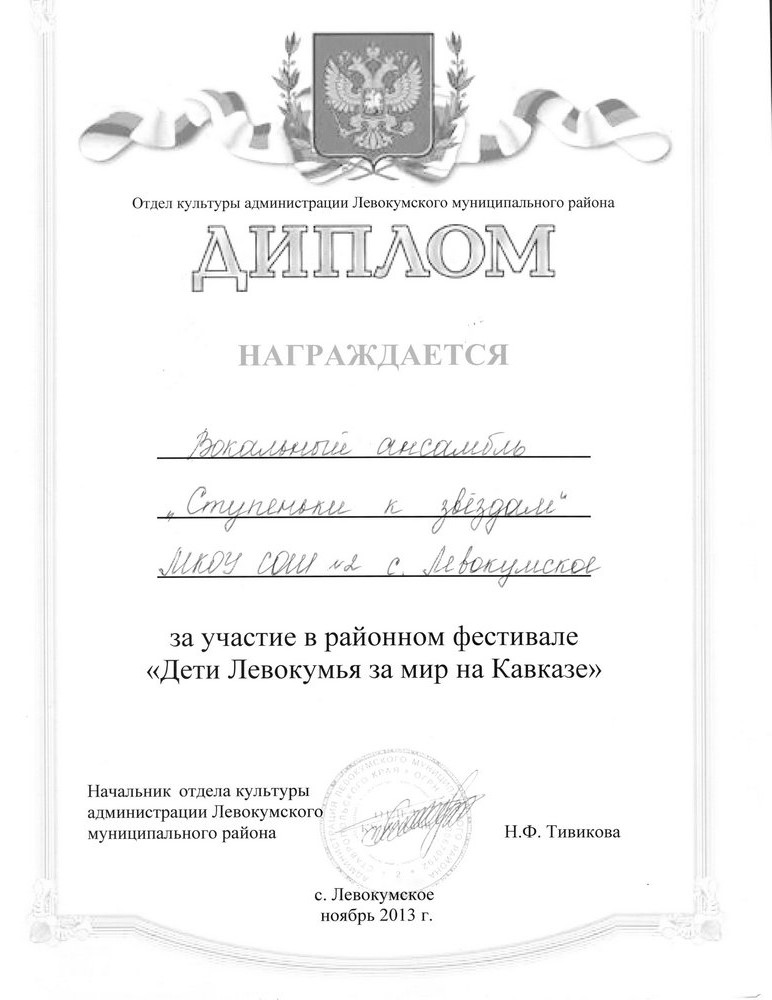 Отдел культуры администрации Левокумского муниципального района
ДИПЛОМ
НАГРАЖДАЕТСЯ
Вокальный ансамбль
„Ступеньки к звёздам“
МКОУ СОШ №2 с. Левокумское
за участие в районном фестивале
«Дети Левокумья за мир на Кавказе»
Начальник отдела культуры
администрации Левокумского
муниципального района
Н.Ф. Тивикова
с. Левокумское
ноябрь 2013 г.